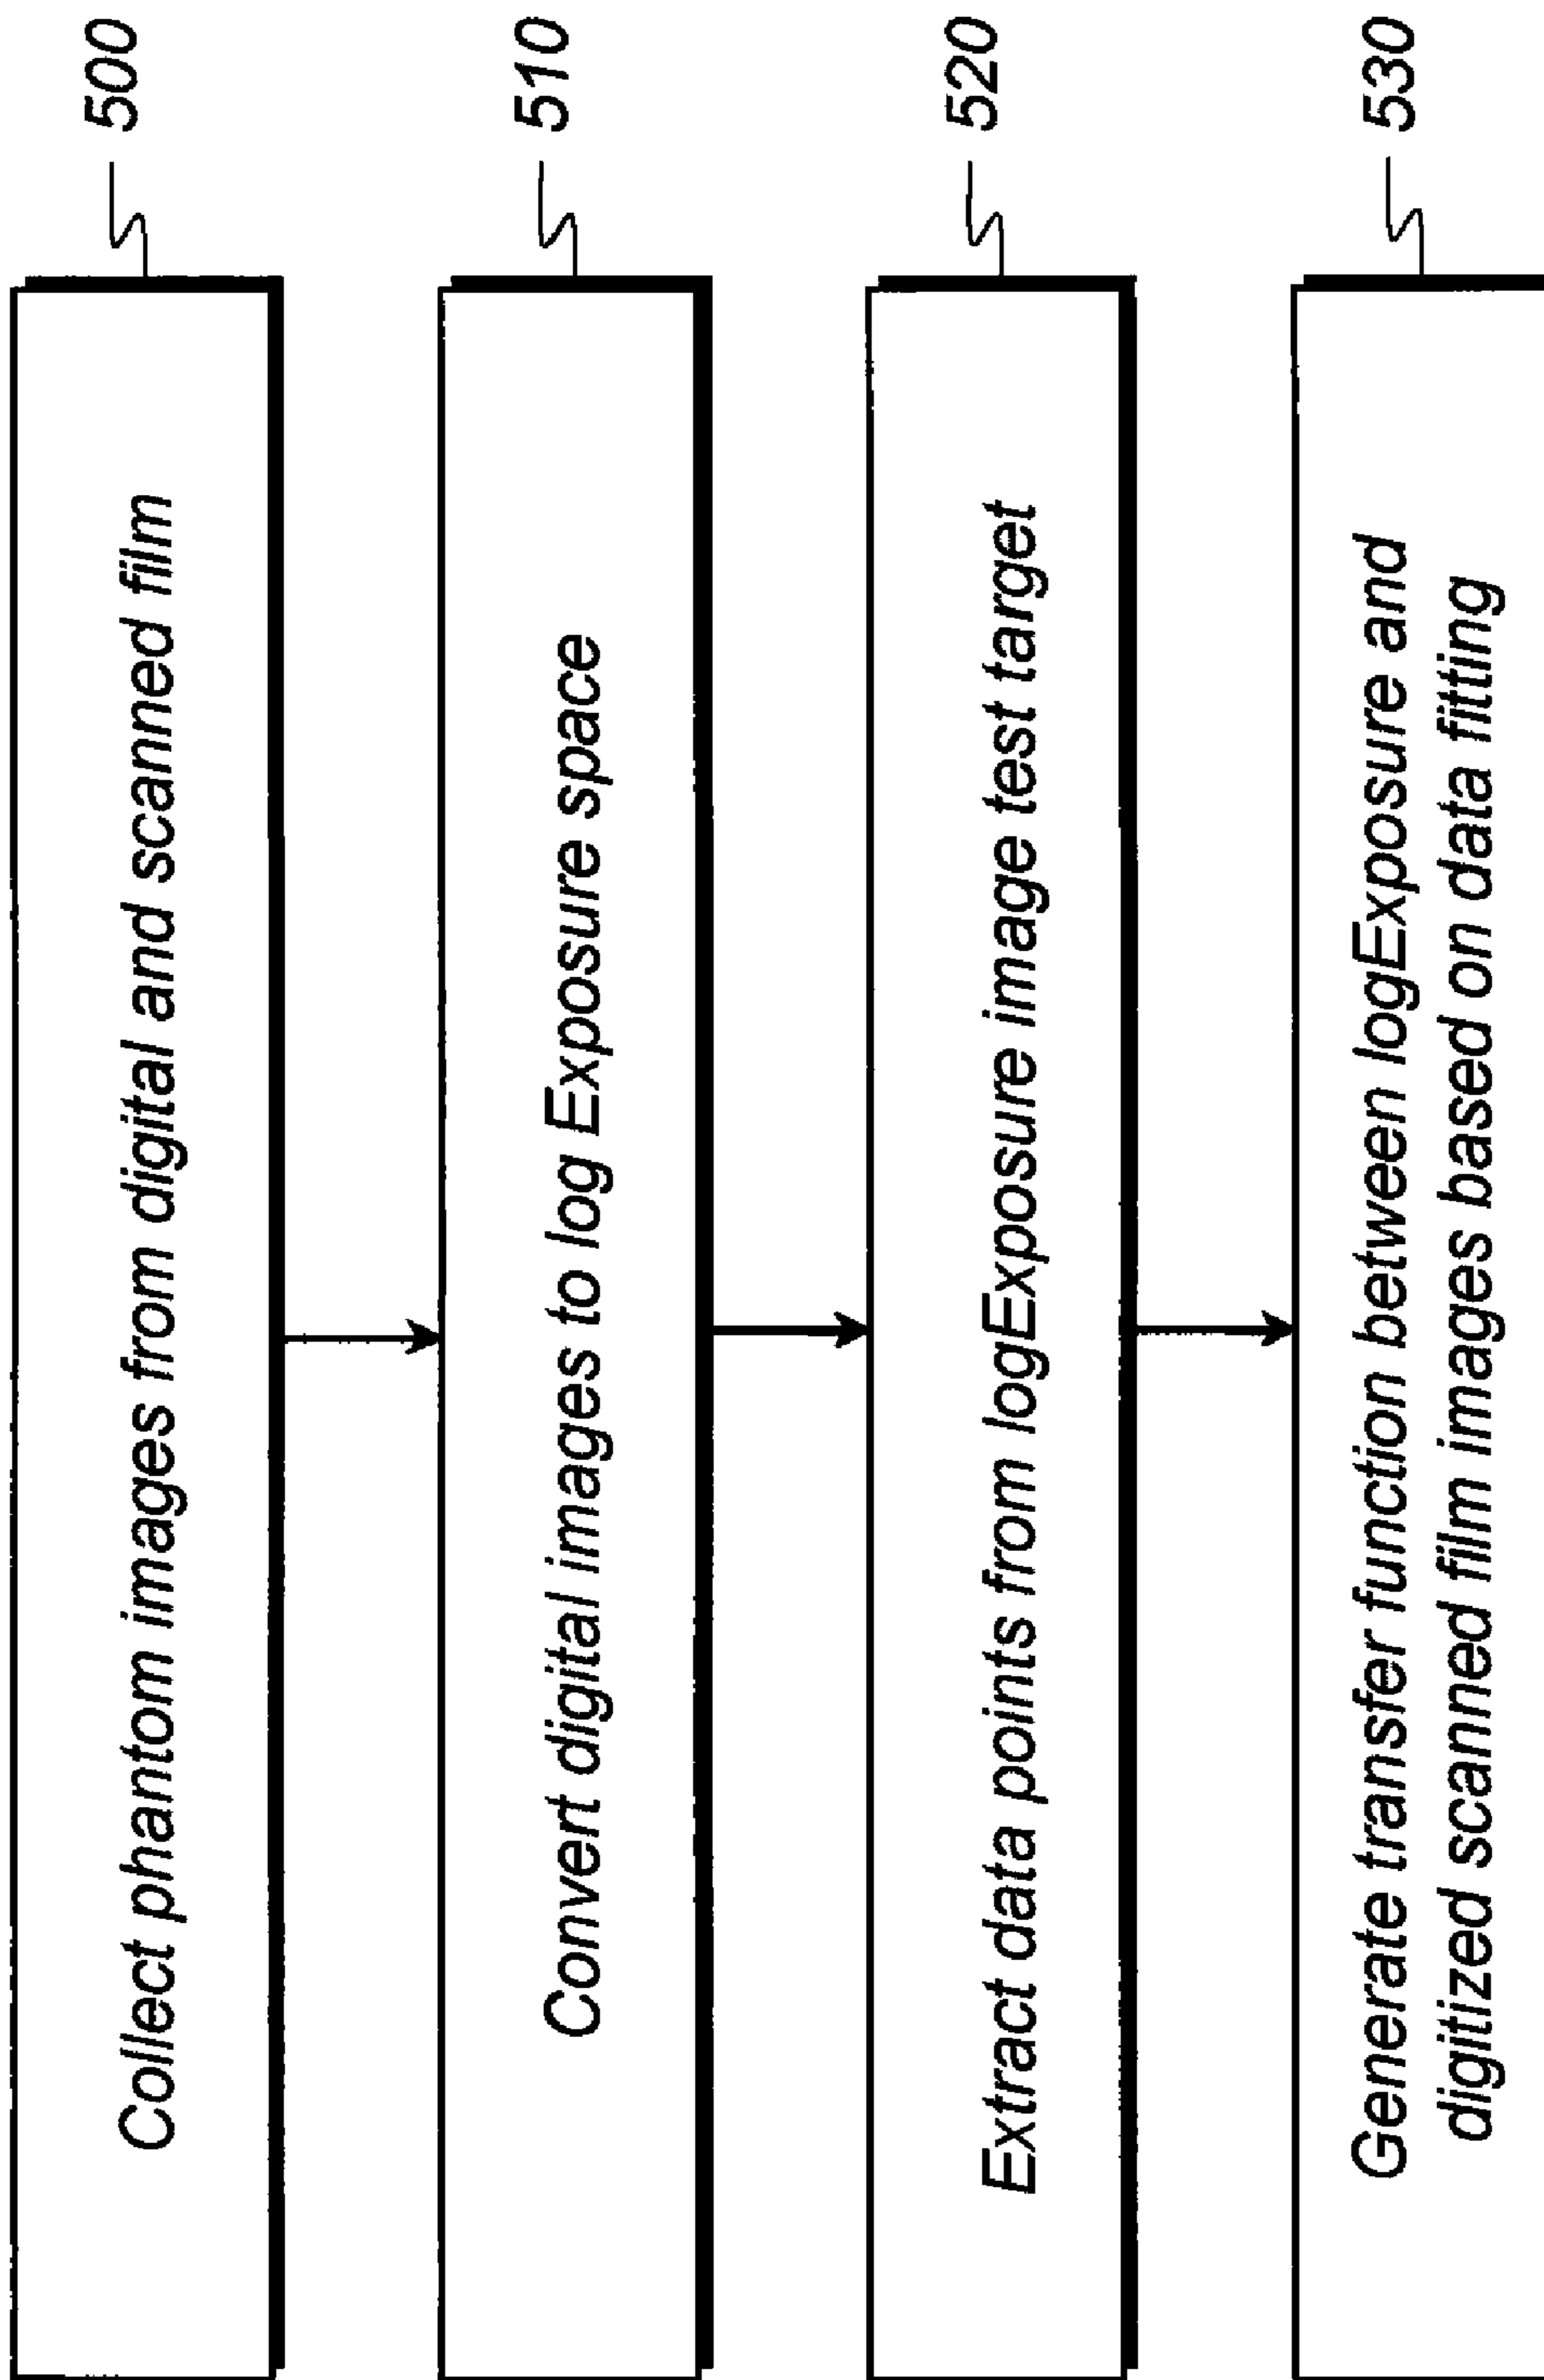 Collect phantom images from digital and scanned film
500
Convert digital images to log Exposure space
510
Extract data points from logExposure image test target
520
Generate transfer function between logExposure and
digitized scanned film images based on data fitting
530